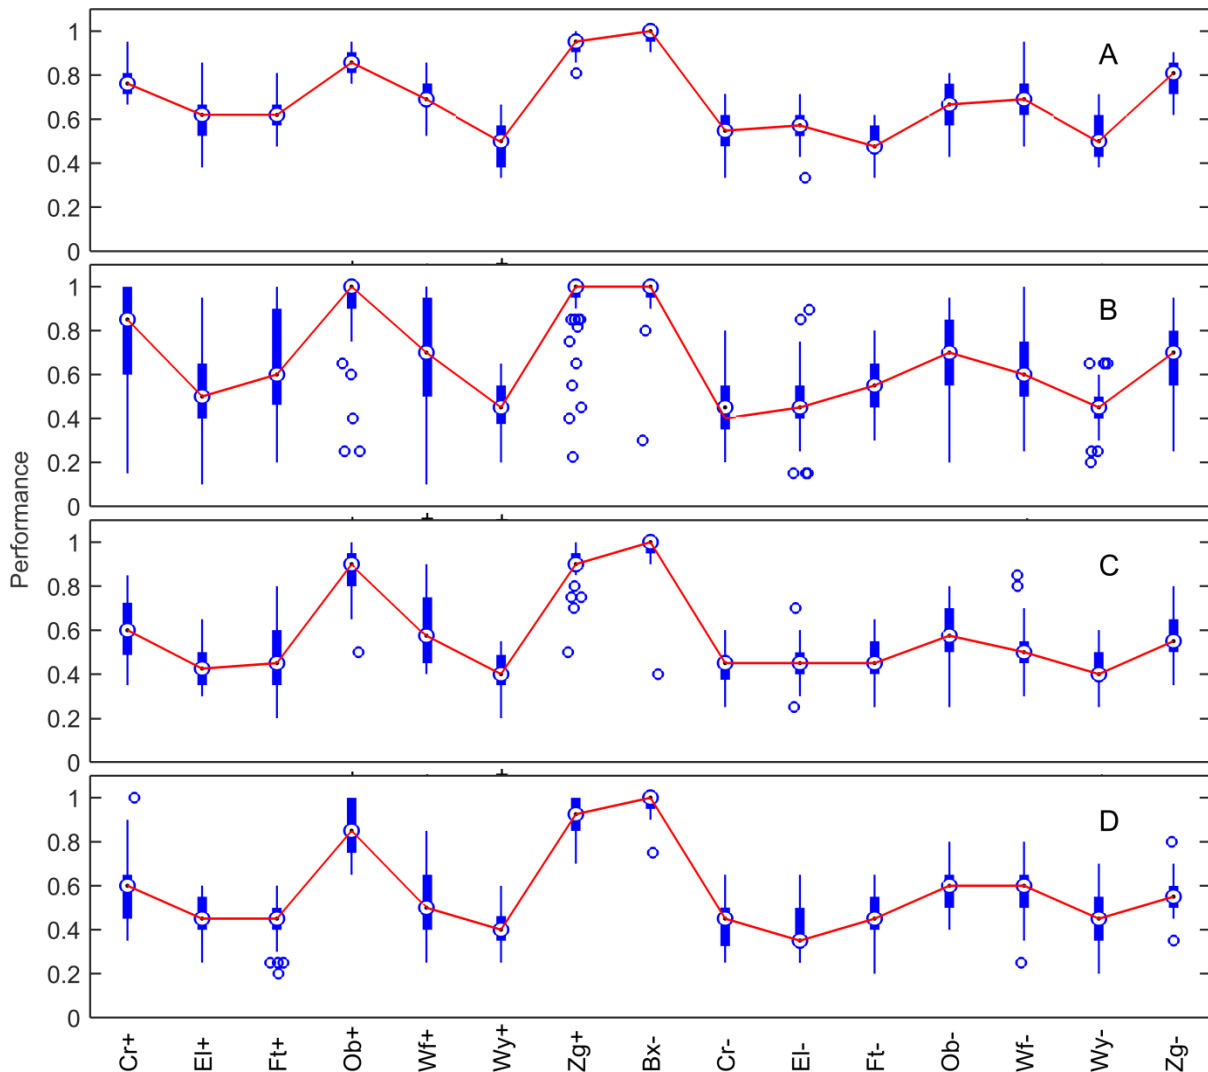 1
0.8
0.6
0.4
0.2
0
A
1
0.8
0.6
0.4
0.2
0
B
1
0.8
0.6
0.4
0.2
0
C
1
0.8
0.6
0.4
0.2
0
D
Performance
Cr+
El+
Ft+
Ob+
Wf+
Wy+
Zg+
Bx-
Cr-
El-
Ft-
Ob-
Wf-
Wy-
Zg-